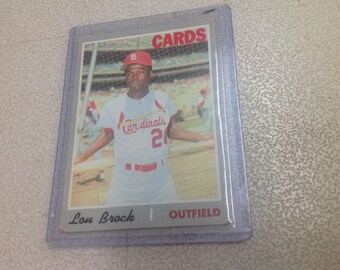 CARDS
Cardinals
2
Lou Brock
OUTFIELD